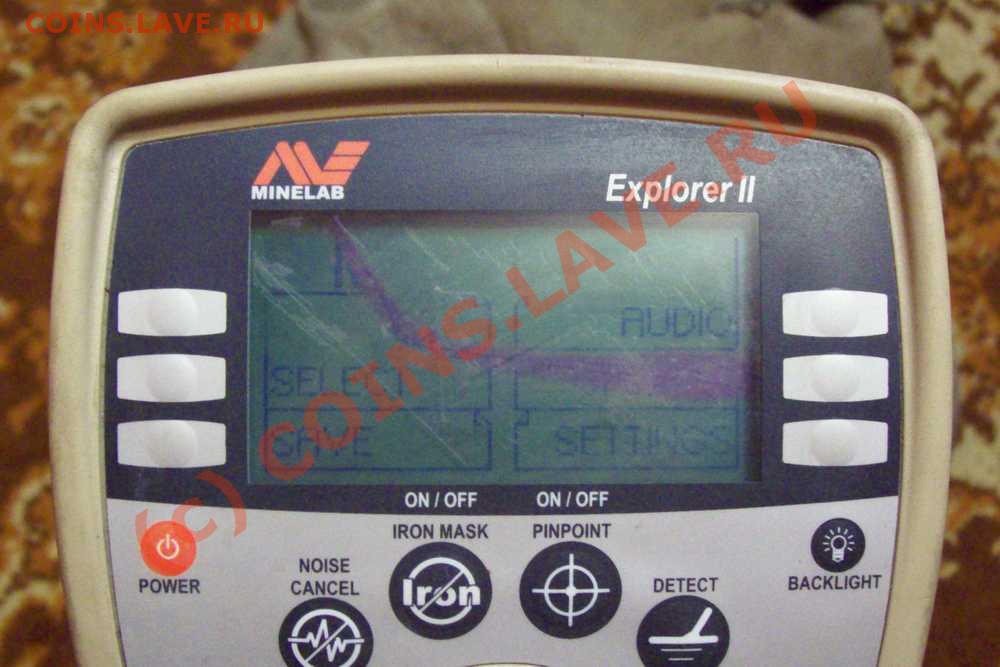 COINS.LAVE.RU
MINELAB
Explorer II
AUDIO
SELECT
SAVE
SETTINGS
(c) COINS.LAVE.RU
ON / OFF
IRON MASK
Iron
ON / OFF
PINPOINT
POWER
NOISE
CANCEL
DETECT
BACKLIGHT